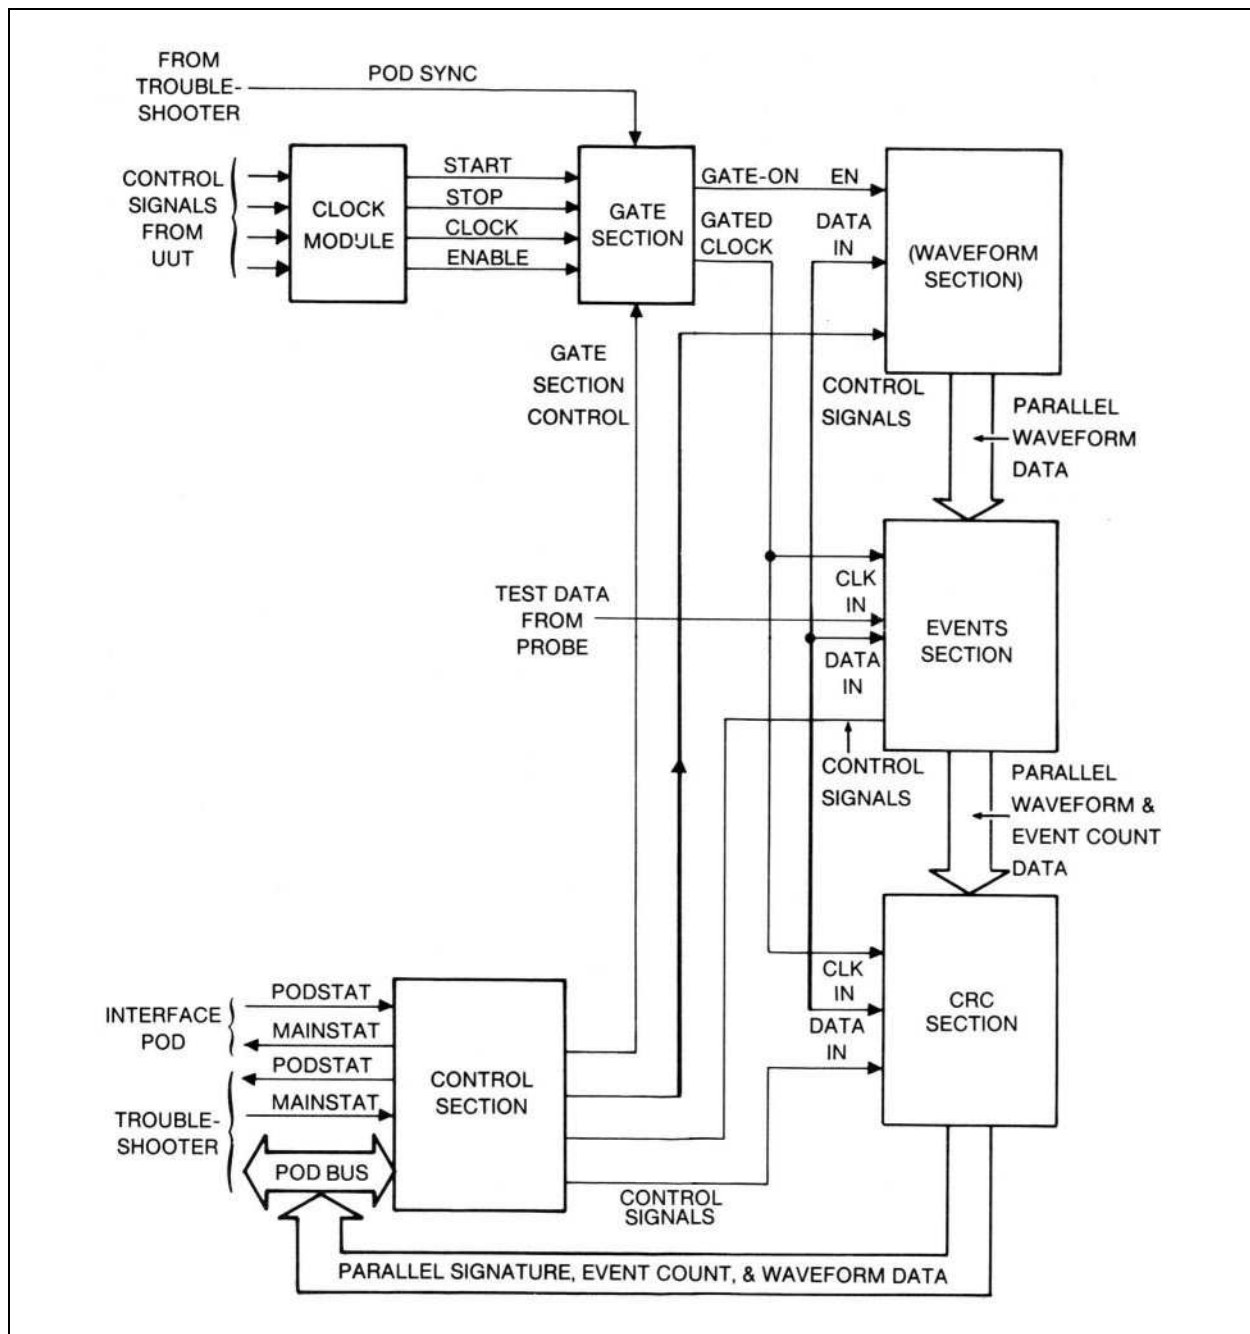 FROM
TROUBLE-
SHOOTER
POD SYNC
CONTROL
SIGNALS
FROM
UUT
CLOCK
MODULE
START
STOP
CLOCK
ENABLE
GATE
SECTION
GATE-ON
EN
GATED
CLOCK
DATA
IN
(WAVEFORM
SECTION)
GATE
SECTION
CONTROL
CONTROL
SIGNALS
PARALLEL
WAVEFORM
DATA
TEST DATA
FROM
PROBE
CLK
IN
DATA
IN
EVENTS
SECTION
CONTROL
SIGNALS
PARALLEL
WAVEFORM &
EVENT COUNT
DATA
INTERFACE
POD
PODSTAT
MAINSTAT
TROUBLE-
SHOOTER
PODSTAT
MAINSTAT
POD BUS
CONTROL
SECTION
CLK
IN
DATA
IN
CRC
SECTION
CONTROL
SIGNALS
PARALLEL SIGNATURE, EVENT COUNT, & WAVEFORM DATA